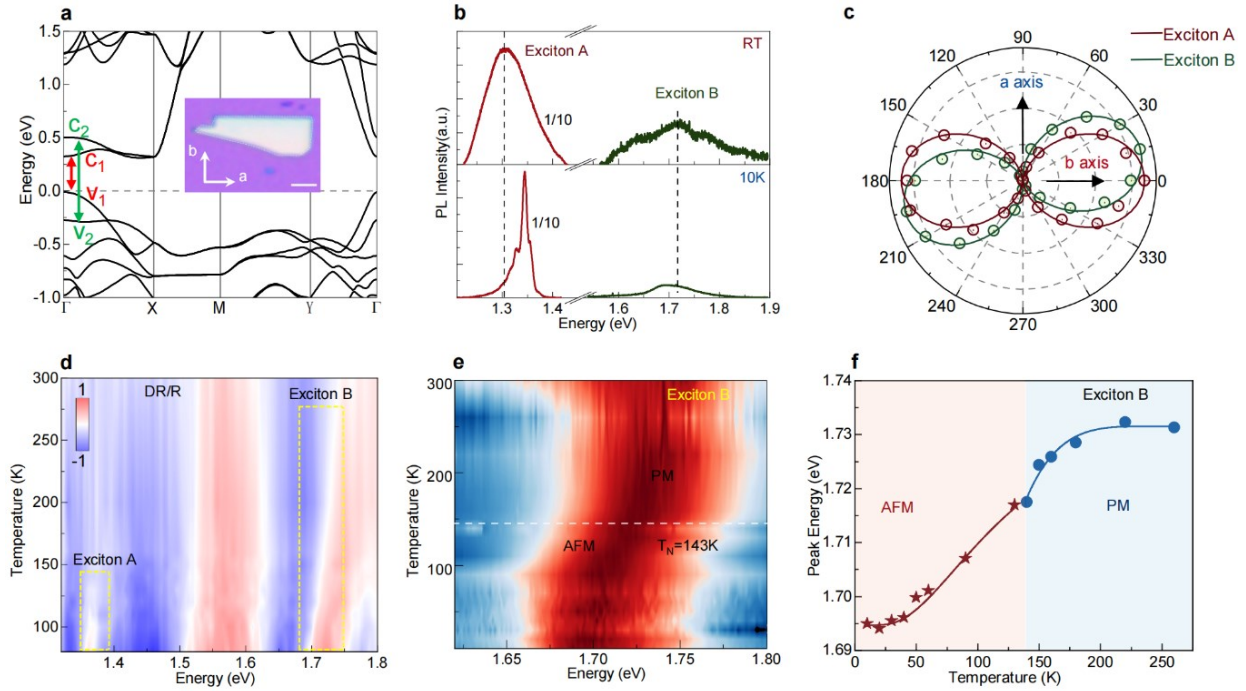 a
Energy (eV)
1.5
1.0
0.5
0.0
-0.5
-1.0
C2
C1
V1
V2
b
a
Γ X M Y Γ
b
PL Intensity(a.u.)
RT
Exciton A
1/10
Exciton B
10K
1/10
1.3 1.4 1.6 1.7 1.8 1.9
Energy (eV)
c
Exciton A
Exciton B
90
120 60
150 30
180 0
210 330
240 300
270
a axis
b axis
d
Temperature (K)
300
250
200
150
100
DR/R
1
-1
Exciton B
Exciton A
1.4 1.5 1.6 1.7 1.8
Energy (eV)
e
Temperature (K)
300
200
100
Exciton B
PM
AFM
TN=143K
1.65 1.70 1.75 1.80
Energy (eV)
f
Peak Energy (eV)
1.74
1.73
1.72
1.71
1.70
1.69
Exciton B
AFM
PM
0 50 100 150 200 250
Temperature (K)